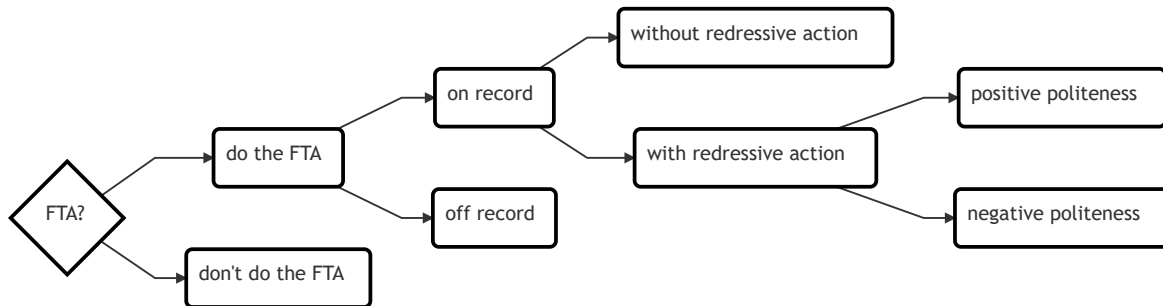 without redressive action
on record
positive politeness
do the FTA
with redressive action
FTA?
off record
negative politeness
don't do the FTA